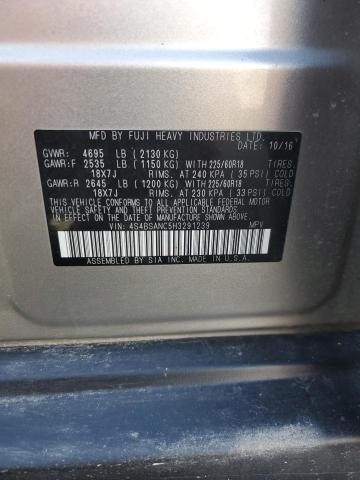 MFD BY FUJI HEAVY INDUSTRIES LTD.
DATE: 10/16
GVWR: 4695 LB (2130 KG)
GAWR:F 2535 LB (1150 KG) WITH 225/60R18 TIRES.
18X7J RIMS. AT 240 KPA (35 PSI) COLD
GAWR:R 2645 LB (1200 KG) WITH 225/60R18 TIRES.
18X7J RIMS. AT 230 KPA (33 PSI) COLD
THIS VEHICLE CONFORMS TO ALL APPLICABLE
FEDERAL MOTOR VEHICLE SAFETY STANDARDS IN
EFFECT ON THE DATE OF MANUFACTURE SHOWN ABOVE.
VIN: 4S4BSANC5H3291239 MPV
ASSEMBLED BY SIA INC. MADE IN U.S.A.